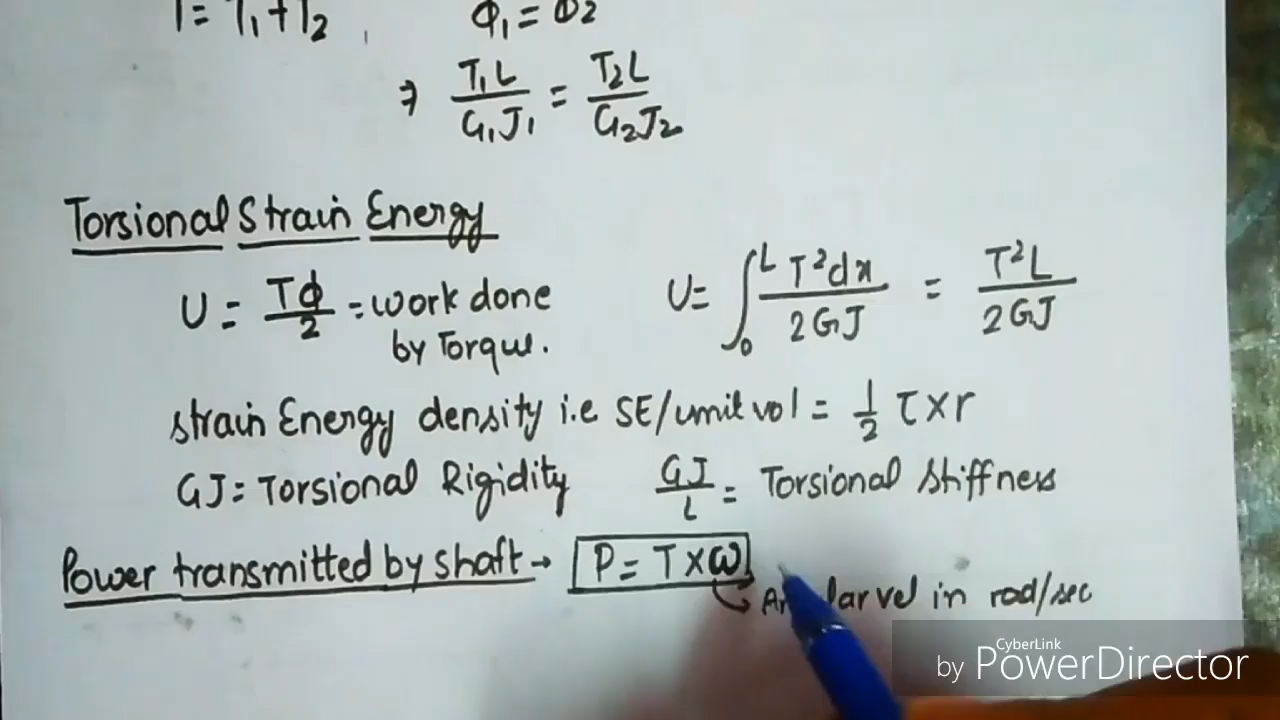 T = T₁+T₂, ϕ₁ = ϕ₂
⇒ T₁L/G₁J₁ = T₂L/G₂J₂
Torsional Strain Energy
U = Tϕ/2 = work done by Torque.
U= ∫₀ᴸ T²dx/2GJ = T²L/2GJ
strain Energy density i.e SE/unit vol = 1/2 τ×r
GJ = Torsional Rigidity GJ/L = Torsional stiffness
Power transmitted by shaft → P = T×ω
vel in rad/sec
CyberLink
by PowerDirector